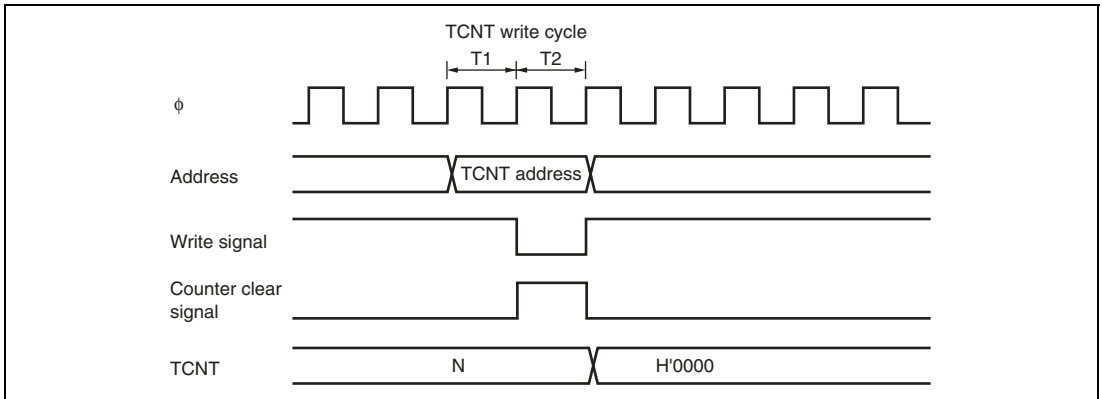 TCNT write cycle
T1 T2
ϕ
Address
TCNT address
Write signal
Counter clear
signal
TCNT
N
H'0000